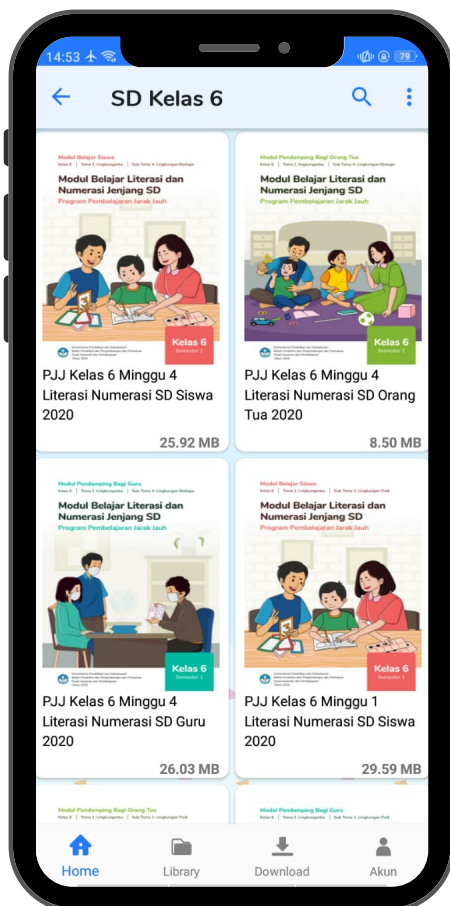 14:53
79
SD Kelas 6
Modul Belajar Siswa
Modul Belajar Literasi dan
Numerasi Jenjang SD
Program Pembelajaran Jarak Jauh
Kelas 6
Semester 1
PJJ Kelas 6 Minggu 4
Literasi Numerasi SD Siswa
2020
25.92 MB
Modul Pendamping Bagi Orang Tua
Modul Belajar Literasi dan
Numerasi Jenjang SD
Program Pembelajaran Jarak Jauh
Kelas 6
Semester 1
PJJ Kelas 6 Minggu 4
Literasi Numerasi SD Orang
Tua 2020
8.50 MB
Modul Pendamping Bagi Guru
Modul Belajar Literasi dan
Numerasi Jenjang SD
Program Pembelajaran Jarak Jauh
Kelas 6
Semester 1
PJJ Kelas 6 Minggu 4
Literasi Numerasi SD Guru
2020
26.03 MB
Modul Belajar Siswa
Modul Belajar Literasi dan
Numerasi Jenjang SD
Program Pembelajaran Jarak Jauh
Kelas 6
Semester 1
PJJ Kelas 6 Minggu 1
Literasi Numerasi SD Siswa
2020
29.59 MB
Modul Pendamping Bagi Orang Tua
Modul Pendamping Bagi Guru
Home
Library
Download
Akun